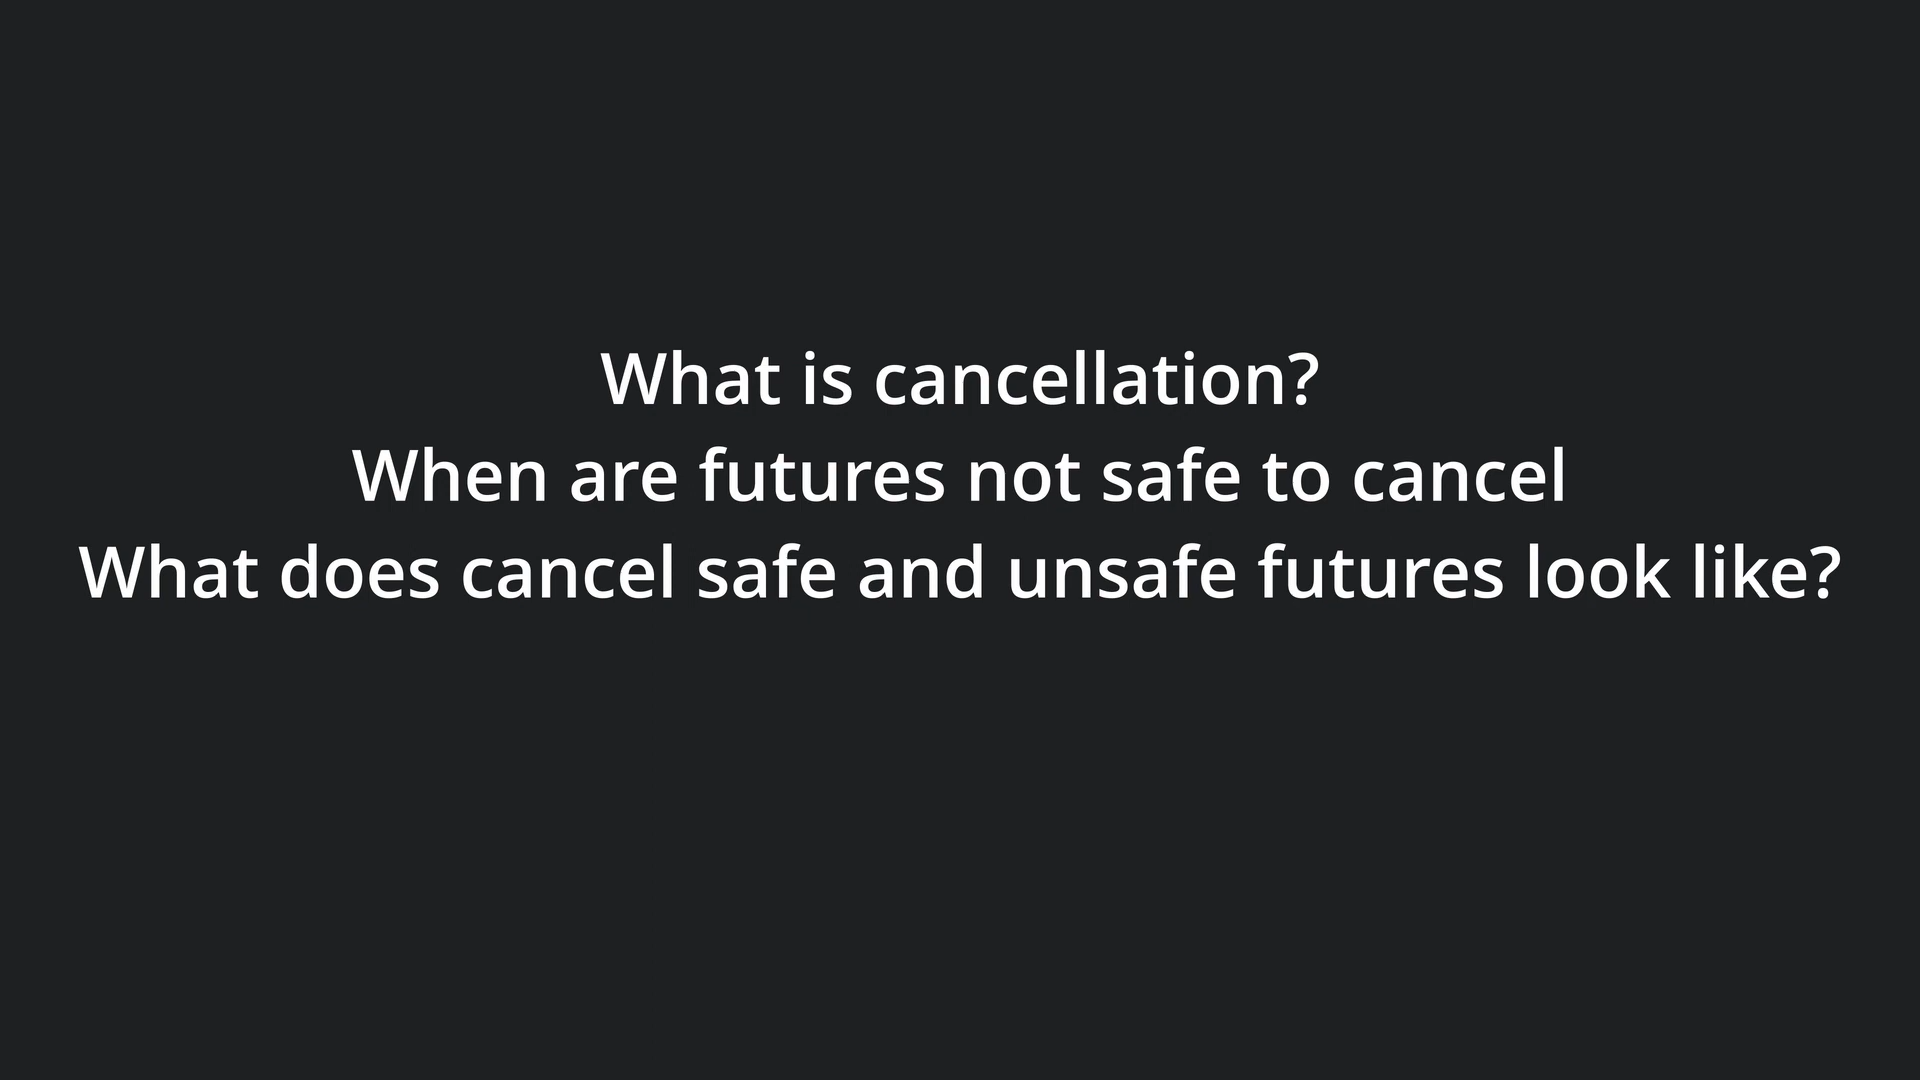 What is cancellation?
When are futures not safe to cancel
What does cancel safe and unsafe futures look like?